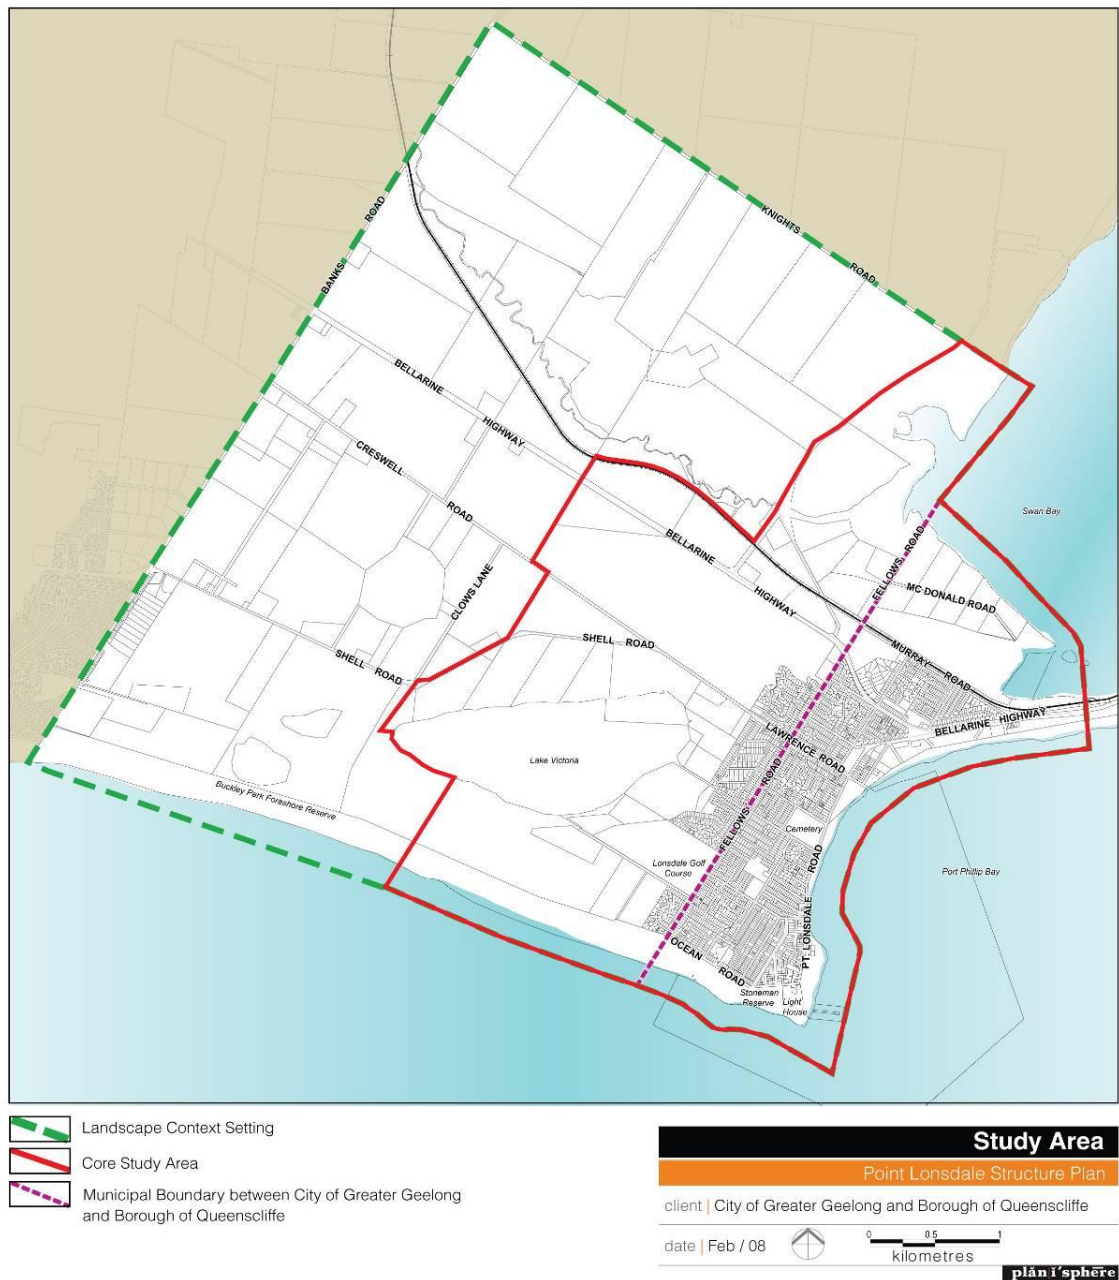 KNIGHTS
ROAD
BANKS
ROAD
BELLARINE
HIGHWAY
CRESWELL
ROAD
Swan Bay
BELLARINE
HIGHWAY
FELLOWS ROAD
MC DONALD ROAD
CLOWS LANE
SHELL ROAD
SHELL ROAD
MURRAY ROAD
BELLARINE HIGHWAY
LAWRENCE ROAD
Lake Victoria
FELLOWS ROAD
Buckley Park Foreshore Reserve
Cemetery
Lonsdale Golf
Course
Port Phillip Bay
PT. LONSDALE ROAD
OCEAN ROAD
Stoneman
Reserve
Light
House
Landscape Context Setting
Core Study Area
Municipal Boundary between City of Greater Geelong
and Borough of Queenscliffe
Study Area
Point Lonsdale Structure Plan
client | City of Greater Geelong and Borough of Queenscliffe
date | Feb / 08
0 0.5 1
kilometres
plān i'sphēre